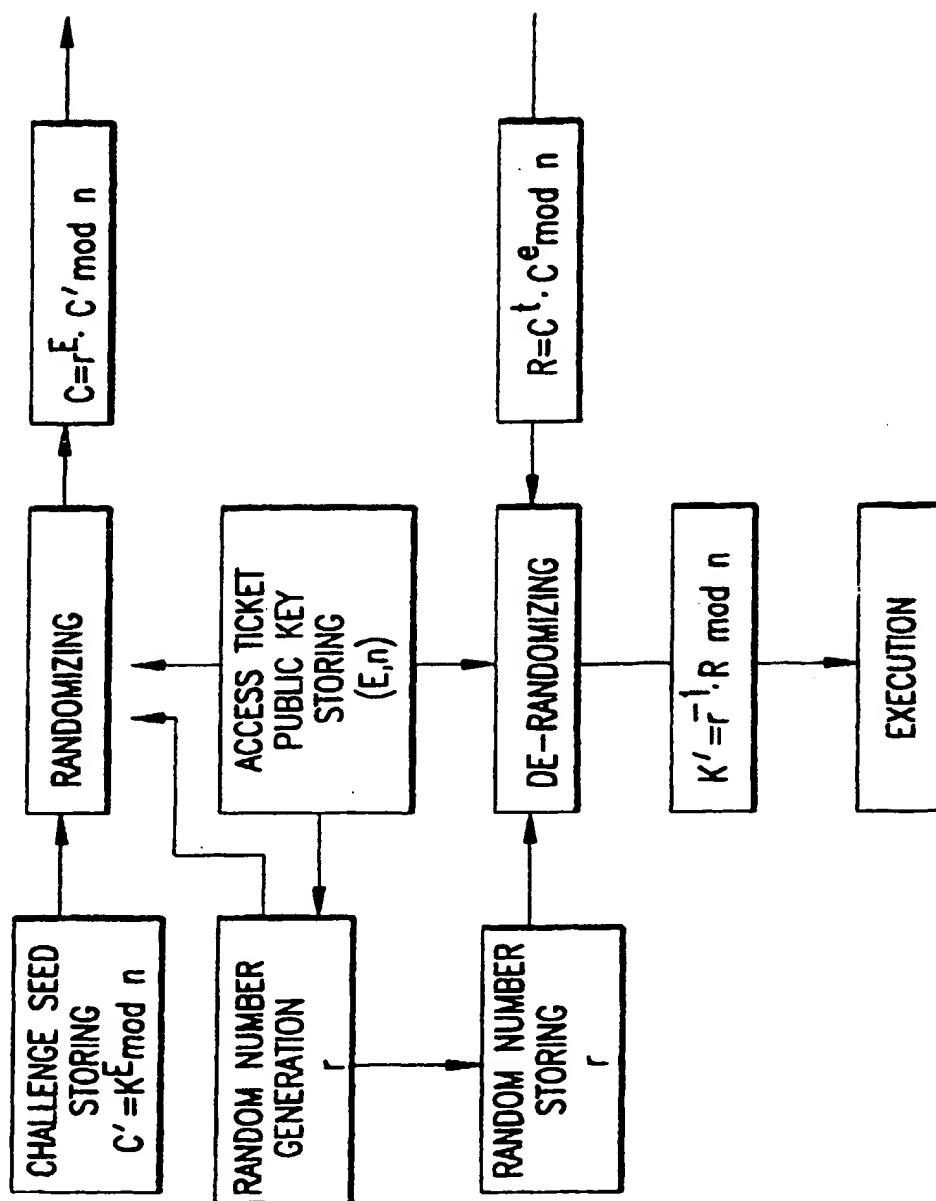 CHALLENGE SEED
STORING
C′=K^E mod n
RANDOMIZING
C=r^E· C′ mod n
RANDOM NUMBER
GENERATION
r
ACCESS TICKET
PUBLIC KEY
STORING
(E,n)
RANDOM NUMBER
STORING
r
DE-RANDOMIZING
R=C^t· C^e mod n
K′=r^-1· R mod n
EXECUTION